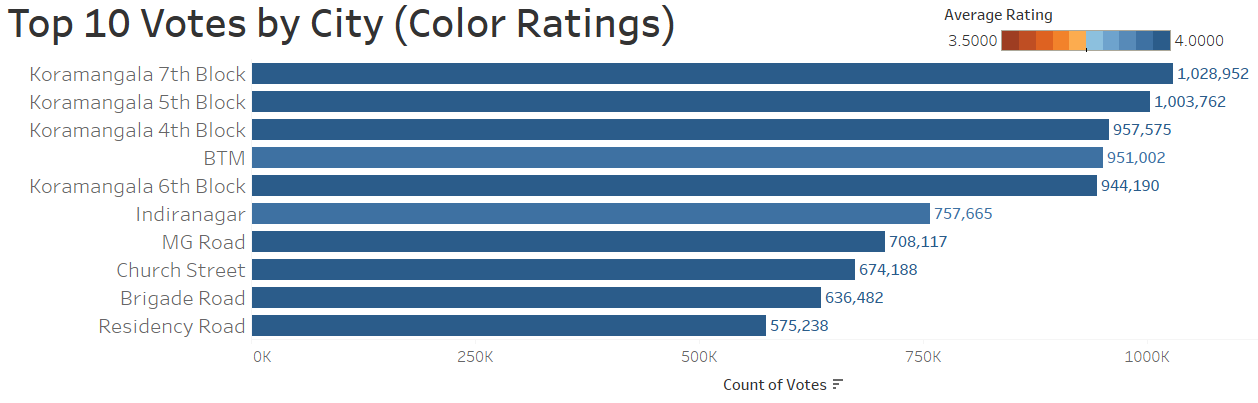 Top 10 Votes by City (Color Ratings)
Average Rating
3.5000 4.0000
Koramangala 7th Block 1,028,952
Koramangala 5th Block 1,003,762
Koramangala 4th Block 957,575
BTM 951,002
Koramangala 6th Block 944,190
Indiranagar 757,665
MG Road 708,117
Church Street 674,188
Brigade Road 636,482
Residency Road 575,238
0K 250K 500K 750K 1000K
Count of Votes